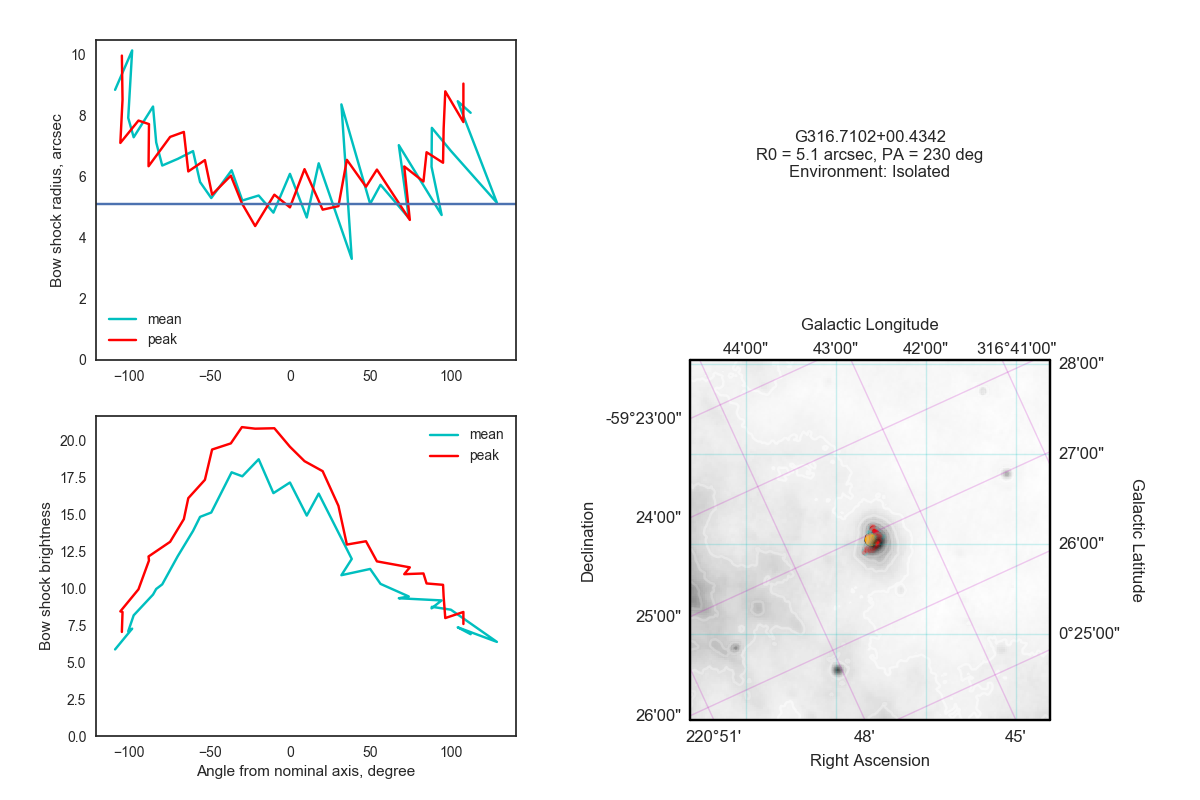 10
8
6
4
2
0
Bow shock radius, arcsec
mean
peak
−100
−50
0
50
100
20.0
17.5
15.0
12.5
10.0
7.5
5.0
2.5
0.0
Bow shock brightness
mean
peak
−100
−50
0
50
100
Angle from nominal axis, degree
G316.7102+00.4342
R0 = 5.1 arcsec, PA = 230 deg
Environment: Isolated
Galactic Longitude
44'00" 43'00" 42'00" 316°41'00"
28'00"
27'00"
26'00"
0°25'00"
Galactic Latitude
-59°23'00"
24'00"
25'00"
26'00"
Declination
220°51' 48' 45'
Right Ascension